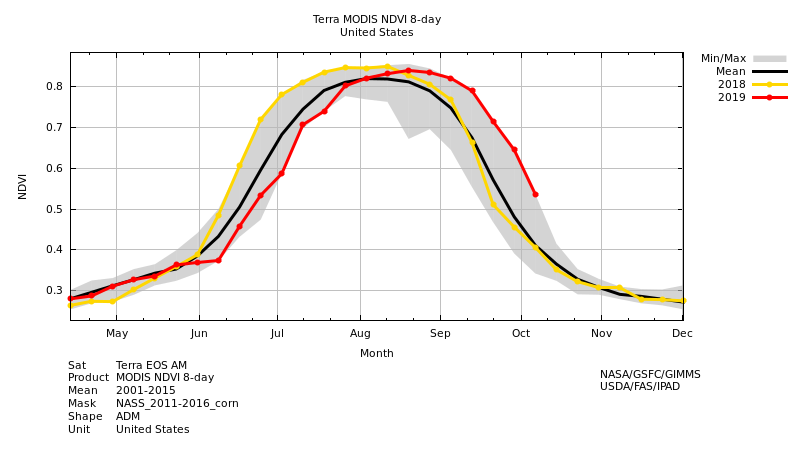 Terra MODIS NDVI 8-day
United States
Min/Max
Mean
2018
2019
0.8
0.7
0.6
0.5
0.4
0.3
NDVI
May Jun Jul Aug Sep Oct Nov Dec
Month
Sat Terra EOS AM
Product MODIS NDVI 8-day
Mean 2001-2015
Mask NASS_2011-2016_corn
Shape ADM
Unit United States
NASA/GSFC/GIMMS
USDA/FAS/IPAD